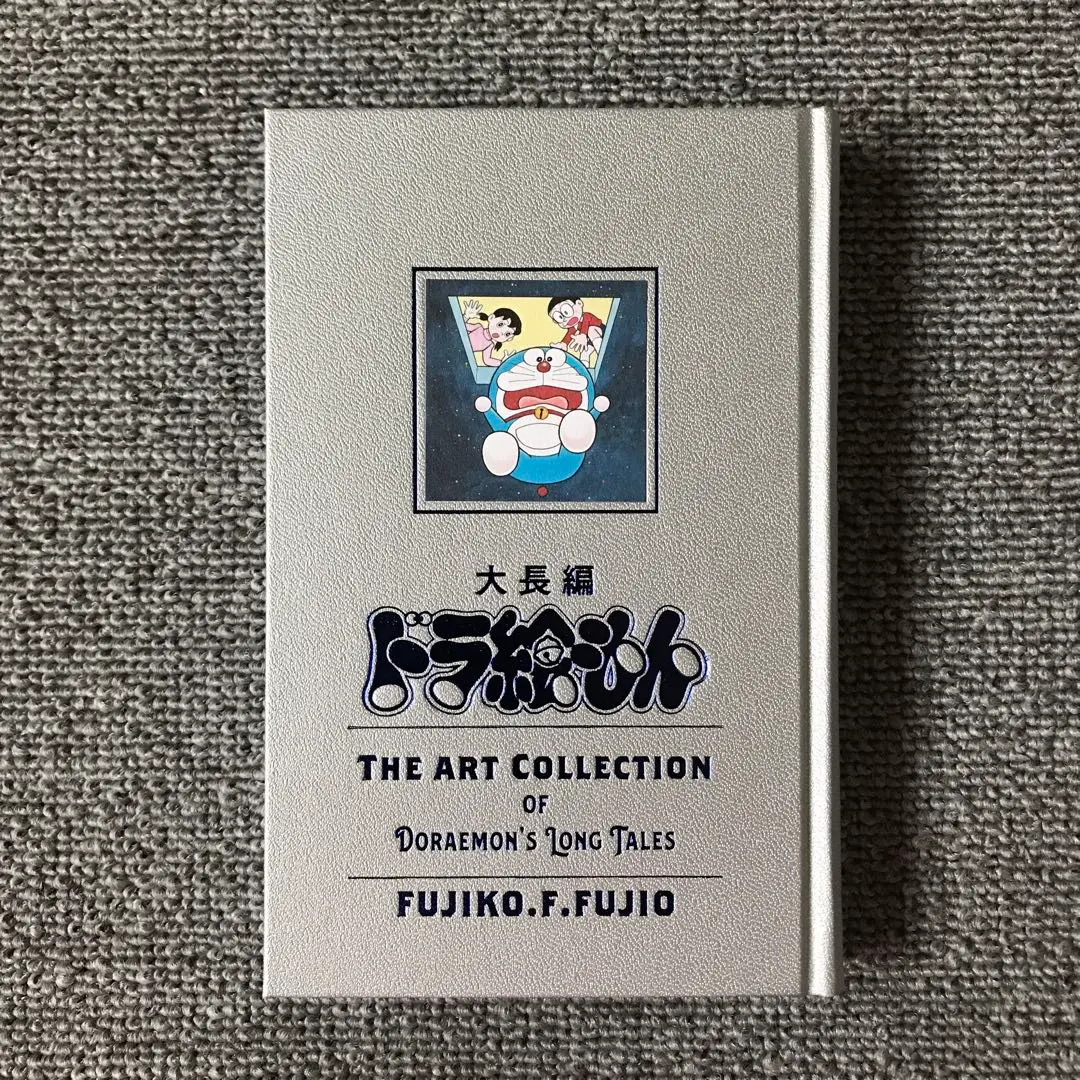 大長編
ドラ絵もん
THE ART COLLECTION
OF
DORAEMON'S LONG TALES
FUJIKO.F.FUJIO